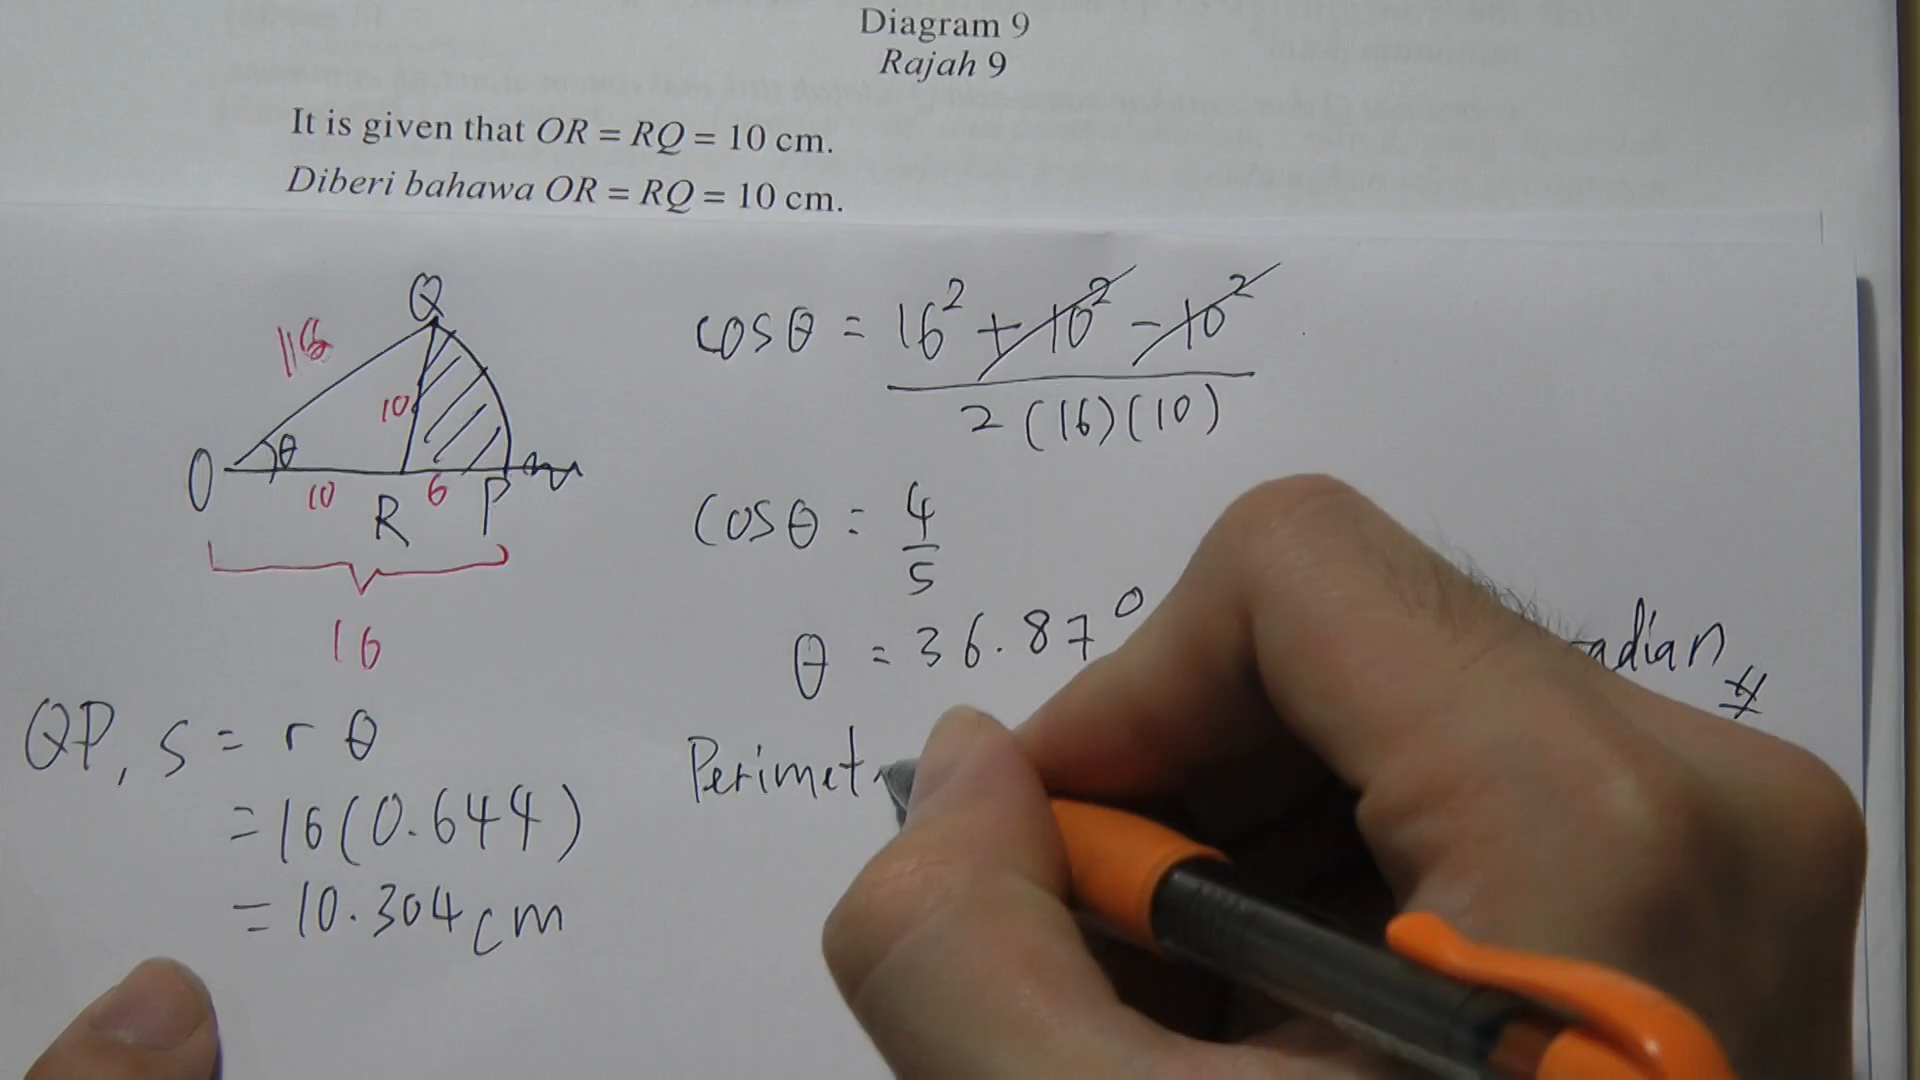 Diagram 9
Rajah 9
It is given that OR = RQ = 10 cm.
Diberi bahawa OR = RQ = 10 cm.
Q
16
10
θ
O
10
R
6
P
16
QP, s = r θ
= 16(0.644)
= 10.304 cm
cos θ = 16² + 10² - 10²
2 (16)(10)
cos θ = 4
5
θ = 36.87°
Perimet